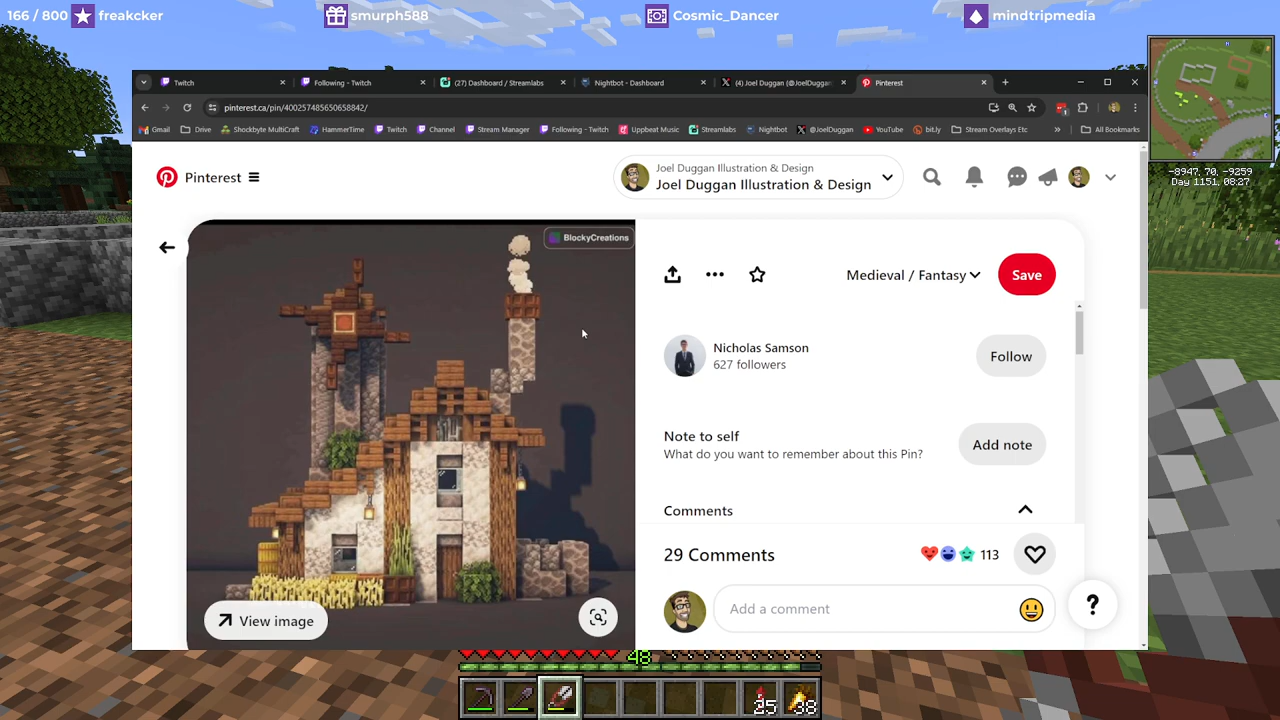 166 / 800 freakcker
smurph588
Cosmic_Dancer
mindtripmedia
Twitch
Following - Twitch
(27) Dashboard / Streamlabs
Nightbot - Dashboard
(4) Joel Duggan (@JoelDuggan
Pinterest
pinterest.ca/pin/400257485650658842/
Gmail
Drive
Shockbyte MultiCraft
HammerTime
Twitch
Channel
Stream Manager
Following - Twitch
Uppbeat Music
Streamlabs
Nightbot
@JoelDuggan
YouTube
bit.ly
Stream Overlays Etc
All Bookmarks
-8947, 70, -9259
Day 1151, 08:27
Pinterest
Joel Duggan Illustration & Design
Joel Duggan Illustration & Design
BlockyCreations
Medieval / Fantasy
Save
Nicholas Samson
627 followers
Follow
Note to self
What do you want to remember about this Pin?
Add note
Comments
29 Comments
113
View image
Add a comment
?
48
25
38